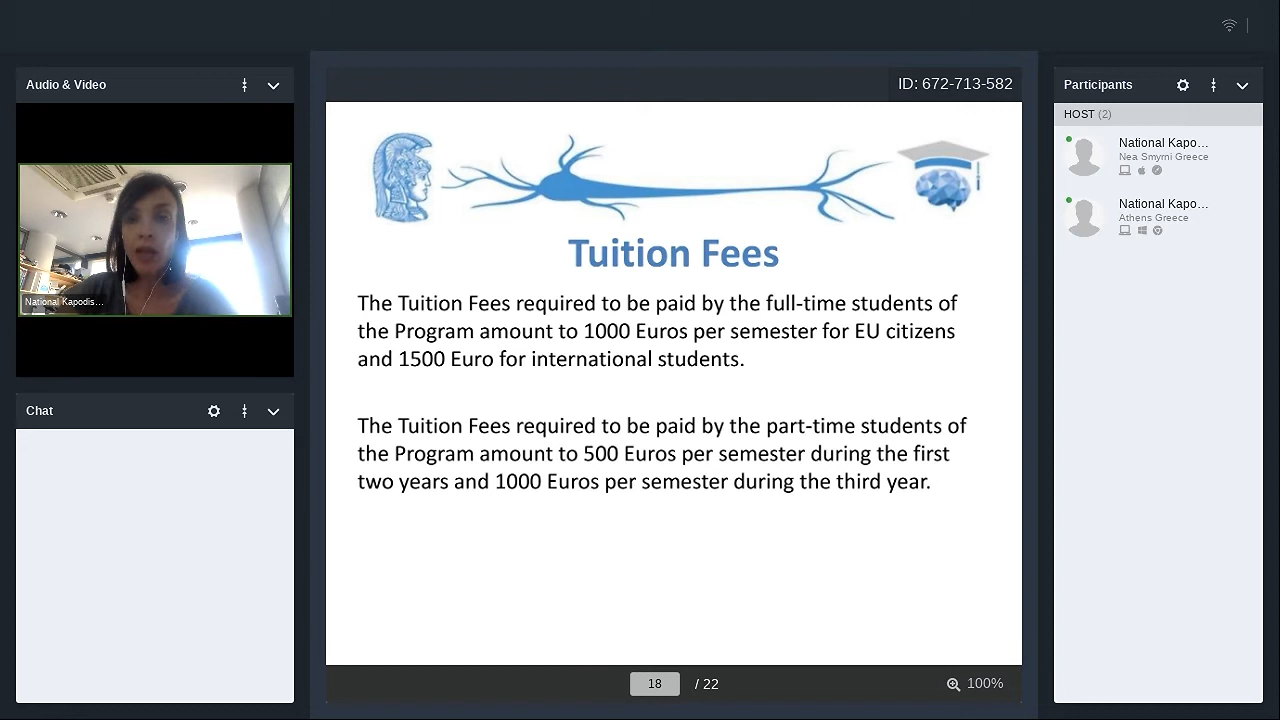 Audio & Video
National Kapodis...
Chat
ID: 672-713-582
Tuition Fees
The Tuition Fees required to be paid by the full-time students of
the Program amount to 1000 Euros per semester for EU citizens
and 1500 Euro for international students.
The Tuition Fees required to be paid by the part-time students of
the Program amount to 500 Euros per semester during the first
two years and 1000 Euros per semester during the third year.
18 / 22
100%
Participants
HOST (2)
National Kapo...
Nea Smyrni Greece
National Kapo...
Athens Greece